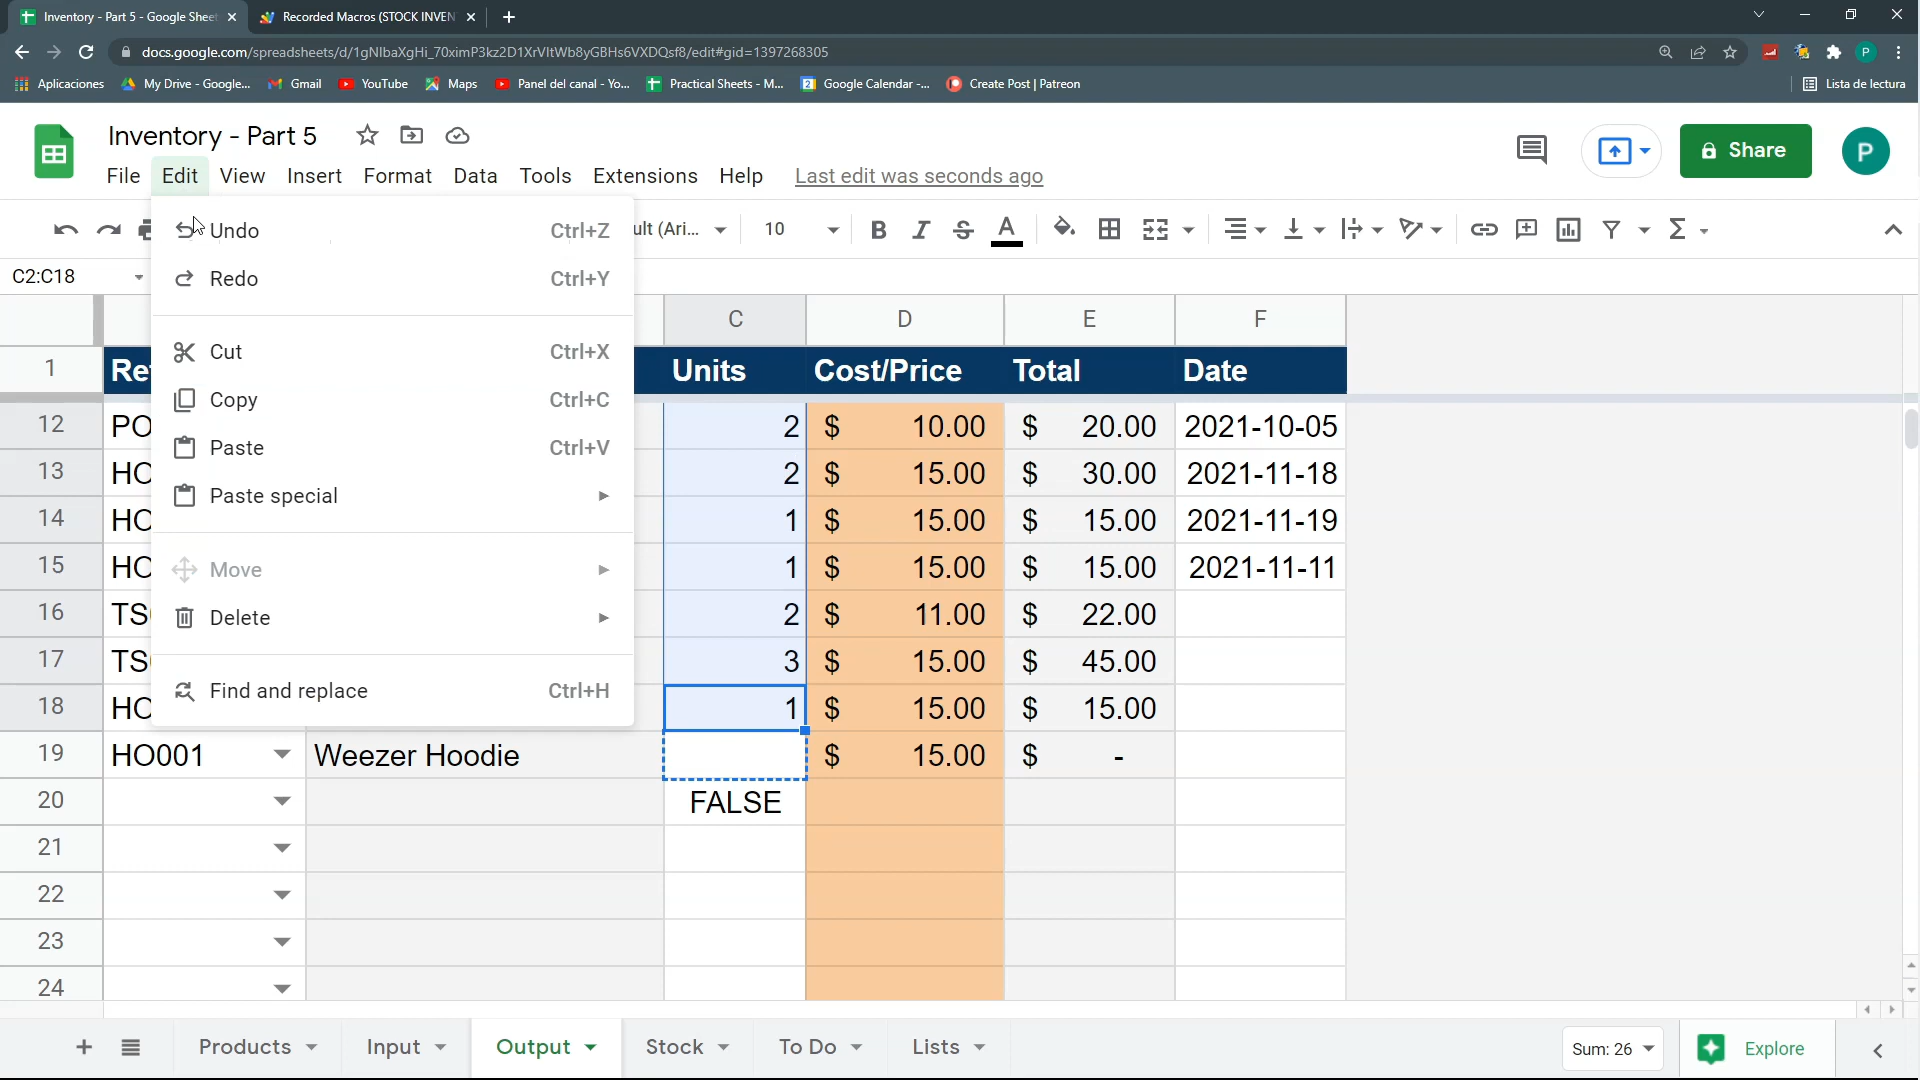 Inventory - Part 5 - Google Sheet
Recorded Macros (STOCK INVEN
docs.google.com/spreadsheets/d/1gNlbaXgHi_70ximP3kz2D1XrVItWb8yGBHs6VXDQsf8/edit#gid=1397268305
Aplicaciones My Drive - Google... Gmail YouTube Maps Panel del canal - Yo... Practical Sheets - M... Google Calendar -... Create Post | Patreon Lista de lectura
Inventory - Part 5
Share
P
File Edit View Insert Format Data Tools Extensions Help Last edit was seconds ago
ult (Ari... 10 B I S A
C2:C18
Undo Ctrl+Z
Redo Ctrl+Y
Cut Ctrl+X
Copy Ctrl+C
Paste Ctrl+V
Paste special
Move
Delete
Find and replace Ctrl+H
C D E F
1 Re Units Cost/Price Total Date
12 PO 2 $ 10.00 $ 20.00 2021-10-05
13 HO 2 $ 15.00 $ 30.00 2021-11-18
14 HO 1 $ 15.00 $ 15.00 2021-11-19
15 HO 1 $ 15.00 $ 15.00 2021-11-11
16 TS 2 $ 11.00 $ 22.00
17 TS 3 $ 15.00 $ 45.00
18 HO 1 $ 15.00 $ 15.00
19 HO001 Weezer Hoodie $ 15.00 $ -
20 FALSE
21
22
23
24
Products Input Output Stock To Do Lists Sum: 26 Explore